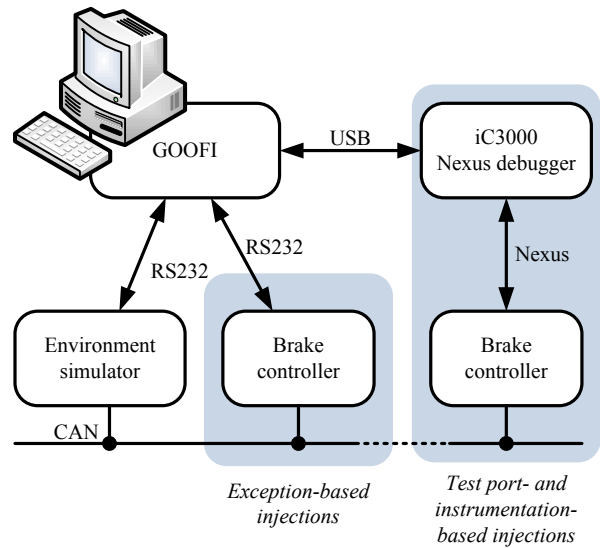 GOOFI
USB
iC3000
Nexus debugger
RS232
RS232
Nexus
Environment
simulator
Brake
controller
Brake
controller
CAN
Exception-based
injections
Test port- and
instrumentation-
based injections